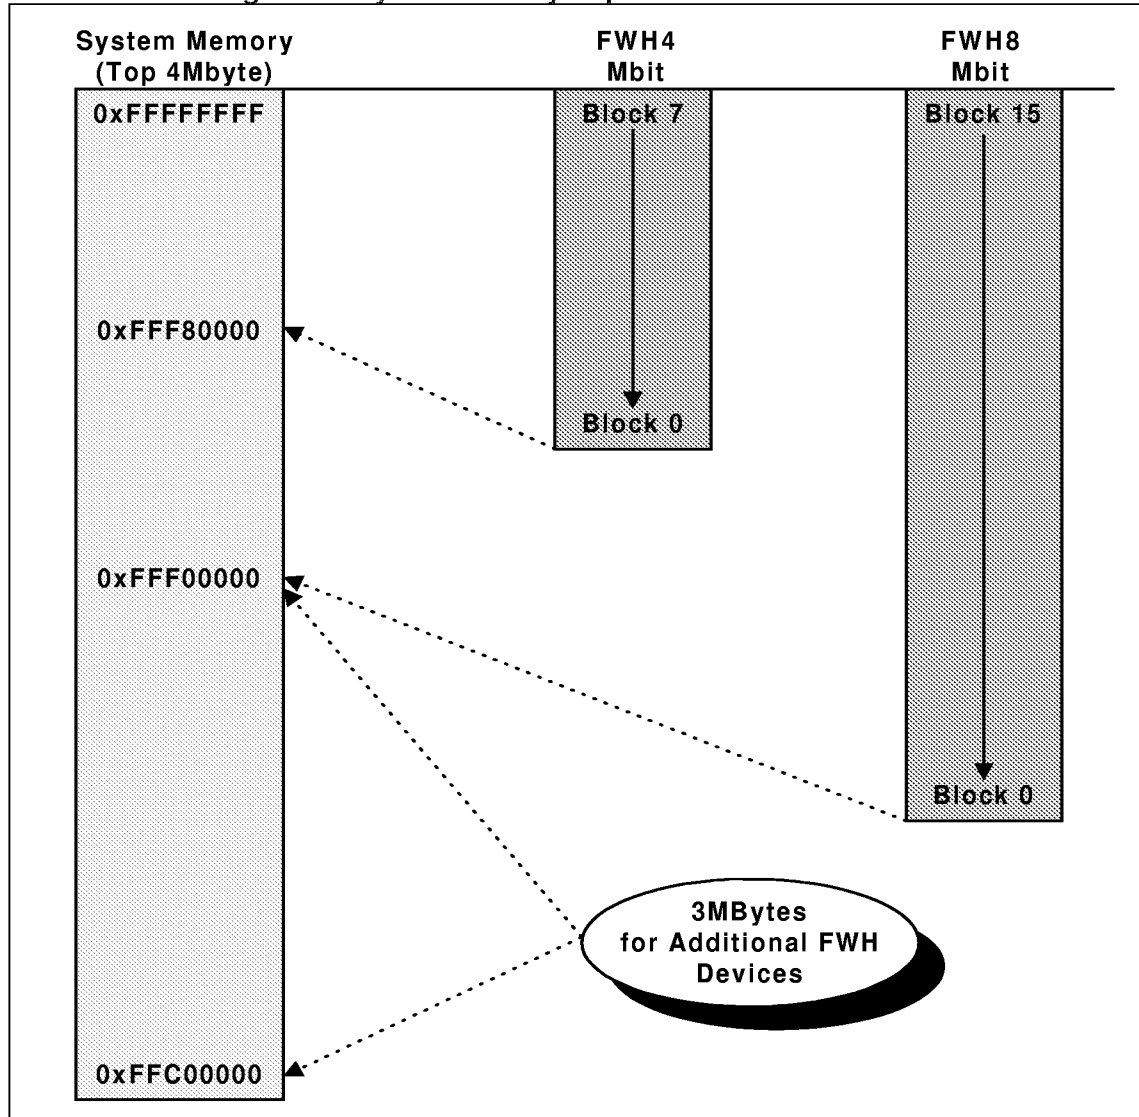 System Memory
(Top 4Mbyte)
0xFFFFFFFF
0xFFF80000
0xFFF00000
0xFFC00000
FWH4
Mbit
Block 7
Block 0
FWH8
Mbit
Block 15
Block 0
3MBytes
for Additional FWH
Devices